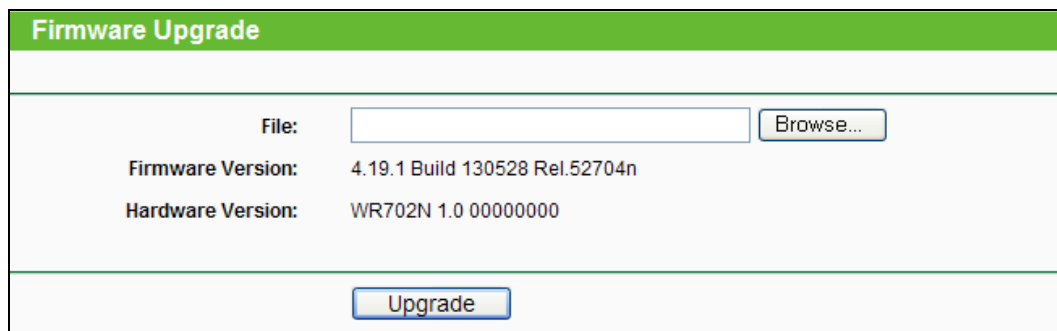 Firmware Upgrade
File: Browse...
Firmware Version: 4.19.1 Build 130528 Rel.52704n
Hardware Version: WR702N 1.0 00000000
Upgrade